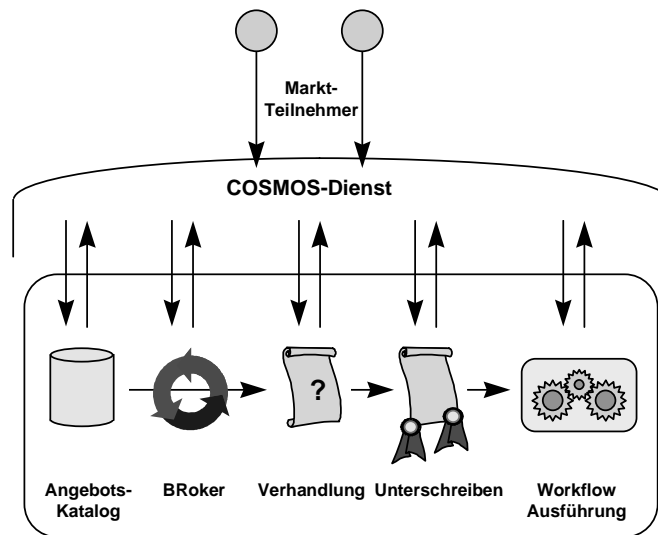 Markt-
Teilnehmer
COSMOS-Dienst
?
Angebots-
Katalog
BRoker
Verhandlung
Unterschreiben
Workflow
Ausführung